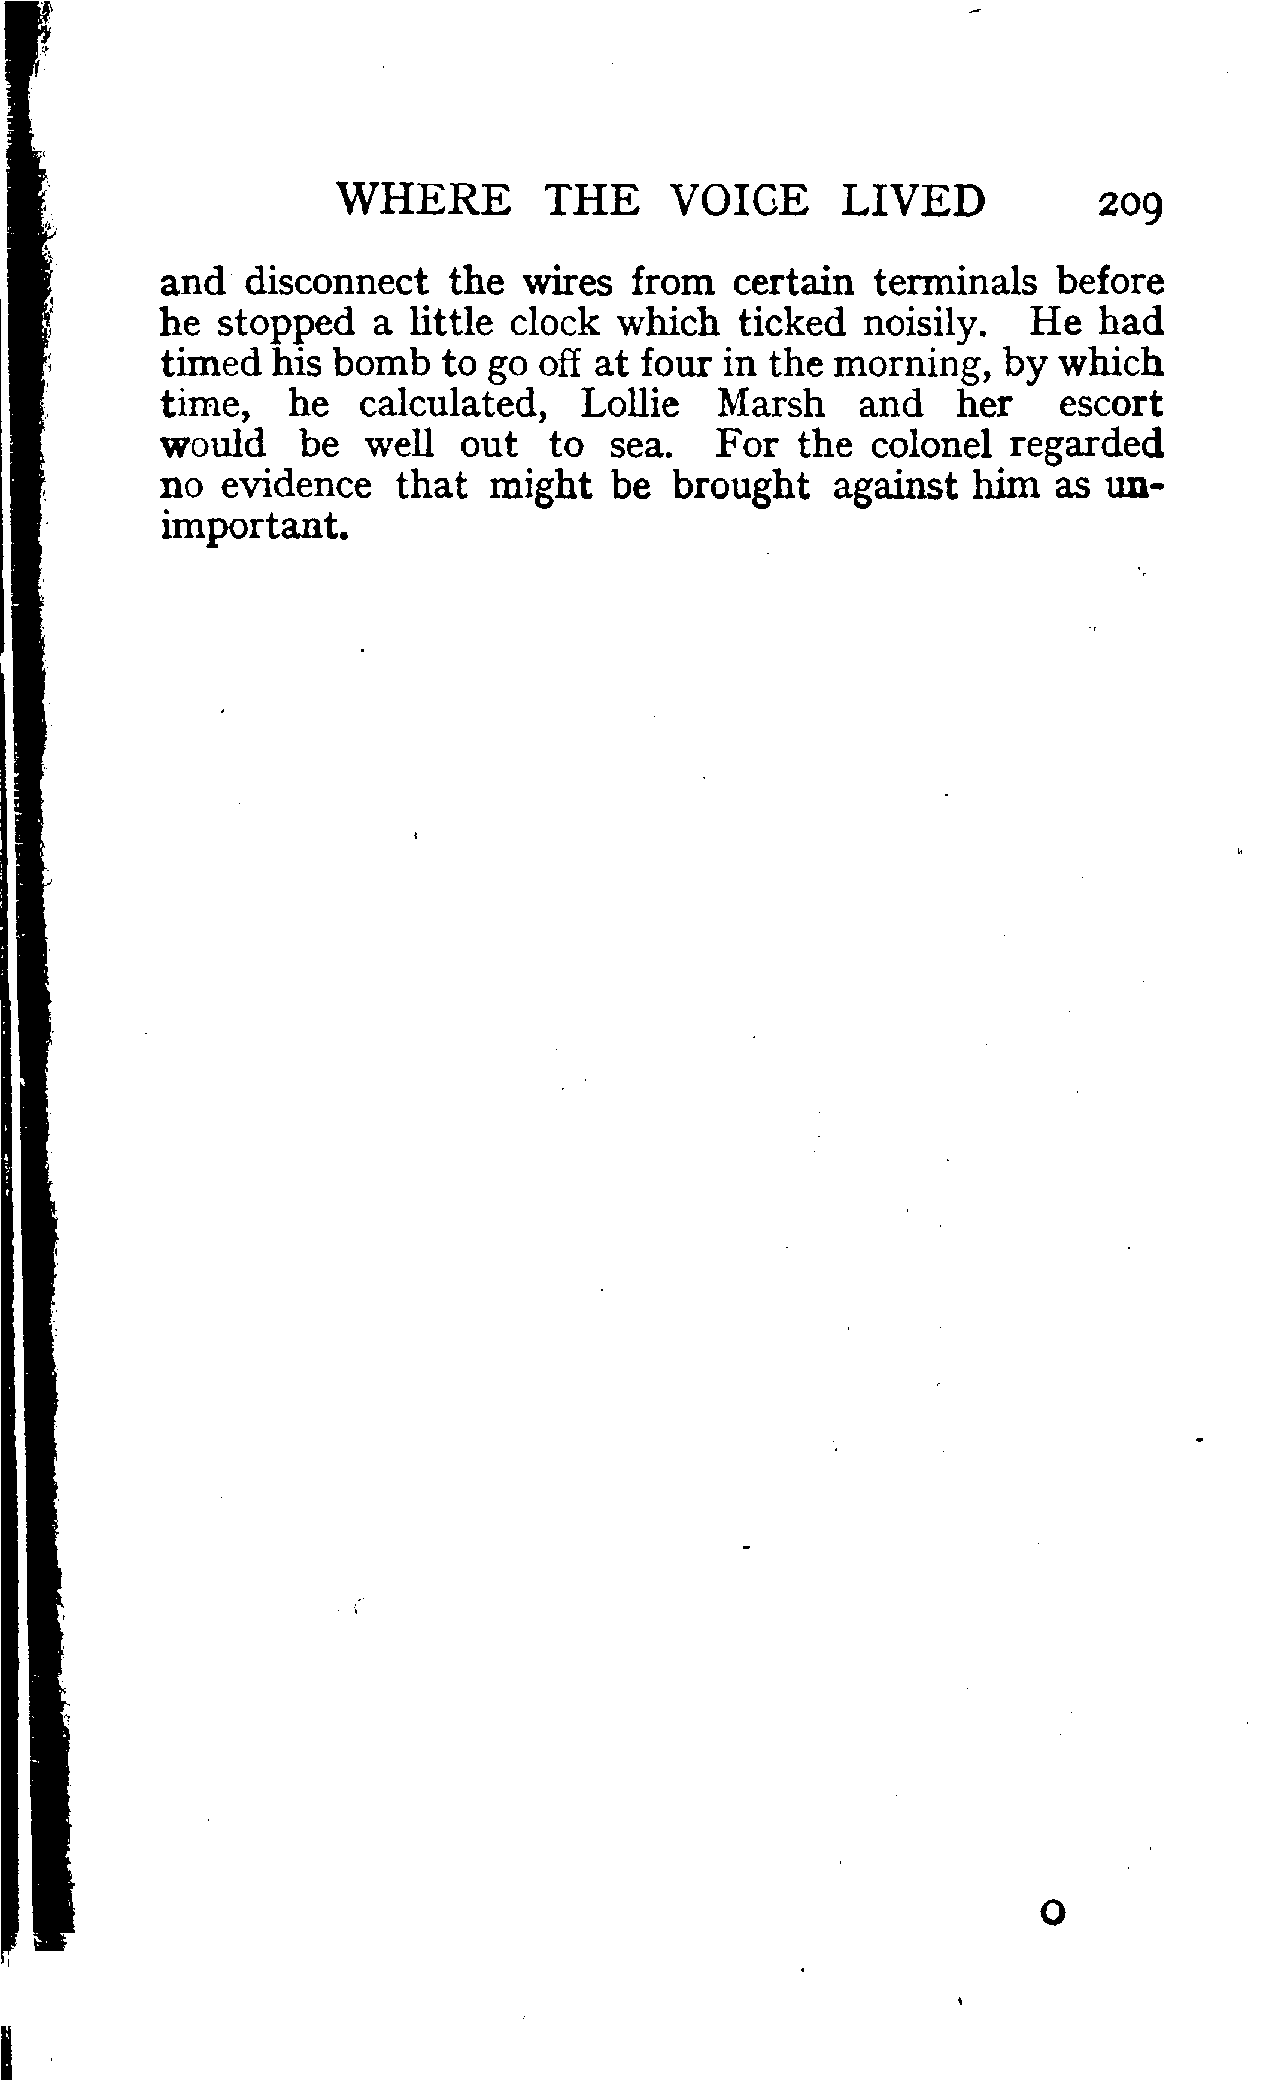 WHERE THE VOICE LIVED 209
and disconnect the wires from certain terminals before
he stopped a little clock which ticked noisily. He had
timed his bomb to go off at four in the morning, by which
time, he calculated, Lollie Marsh and her escort
would be well out to sea. For the colonel regarded
no evidence that might be brought against him as un-
important.
O